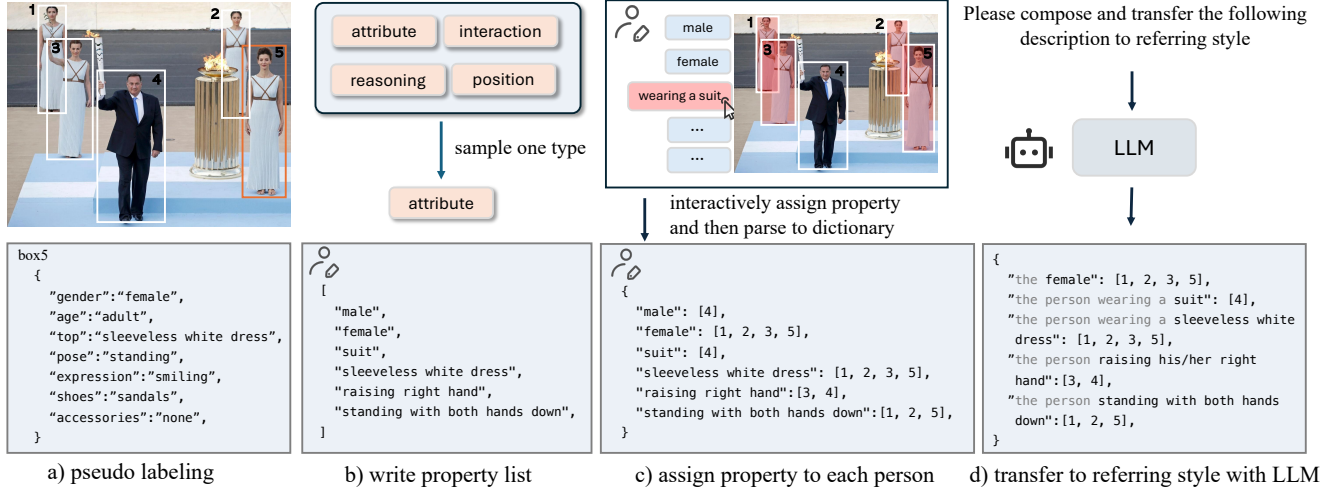 1
2
3
4
5
box5
{
"gender":“female”,
“age”:“adult”,
“top”:“sleeveless white dress”,
“pose”:”standing”,
“expression”:”smiling”,
“shoes”:”sandals”,
“accessories”:”none”,
}
a) pseudo labeling
attribute
interaction
reasoning
position
sample one type
attribute
[
"male",
"female",
"suit",
"sleeveless white dress",
"raising right hand",
"standing with both hands down",
]
b) write property list
male
female
wearing a suit
...
...
1
2
3
4
5
interactively assign property
and then parse to dictionary
{
"male": [4],
"female": [1, 2, 3, 5],
"suit": [4],
"sleeveless white dress": [1, 2, 3, 5],
"raising right hand":[3, 4],
"standing with both hands down":[1, 2, 5],
}
c) assign property to each person
Please compose and transfer the following
description to referring style
LLM
{
”the female": [1, 2, 3, 5],
”the person wearing a suit": [4],
”the person wearing a sleeveless white
dress": [1, 2, 3, 5],
”the person raising his/her right
hand":[3, 4],
”the person standing with both hands
down":[1, 2, 5],
}
d) transfer to referring style with LLM